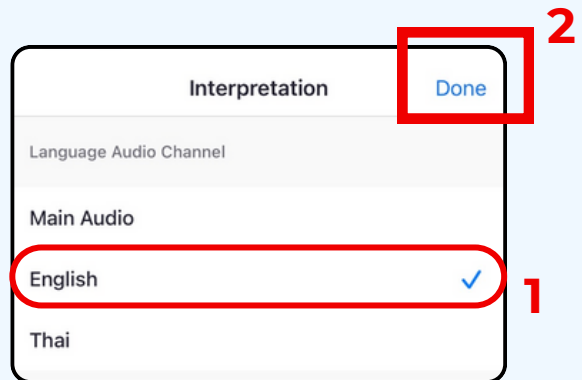 2
Interpretation Done
Language Audio Channel
Main Audio
English
1
Thai